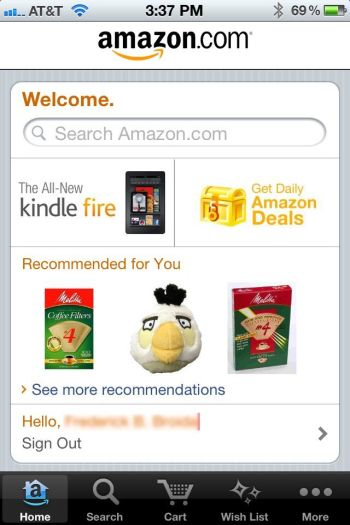 AT&T 3:37 PM 69%
amazon.com
Welcome.
Search Amazon.com
The All-New
kindle fire
Get Daily
Amazon
Deals
Recommended for You
Melitta Melitta
Coffee Filters
#4 #4
See more recommendations
Hello,
Sign Out
Home Search Cart Wish List More